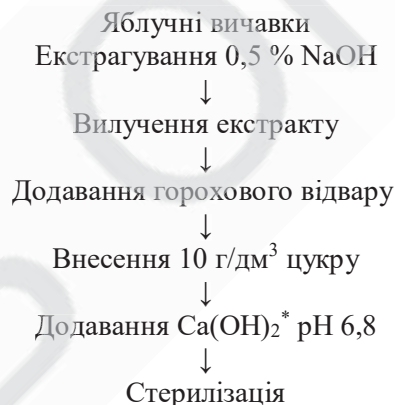 Яблучні вичавки
Екстрагування 0,5 % NaOH
↓
Вилучення екстракту
↓
Додавання горохового відвару
↓
Внесення 10 г/дм³ цукру
↓
Додавання Ca(OH)₂* pH 6,8
↓
Стерилізація